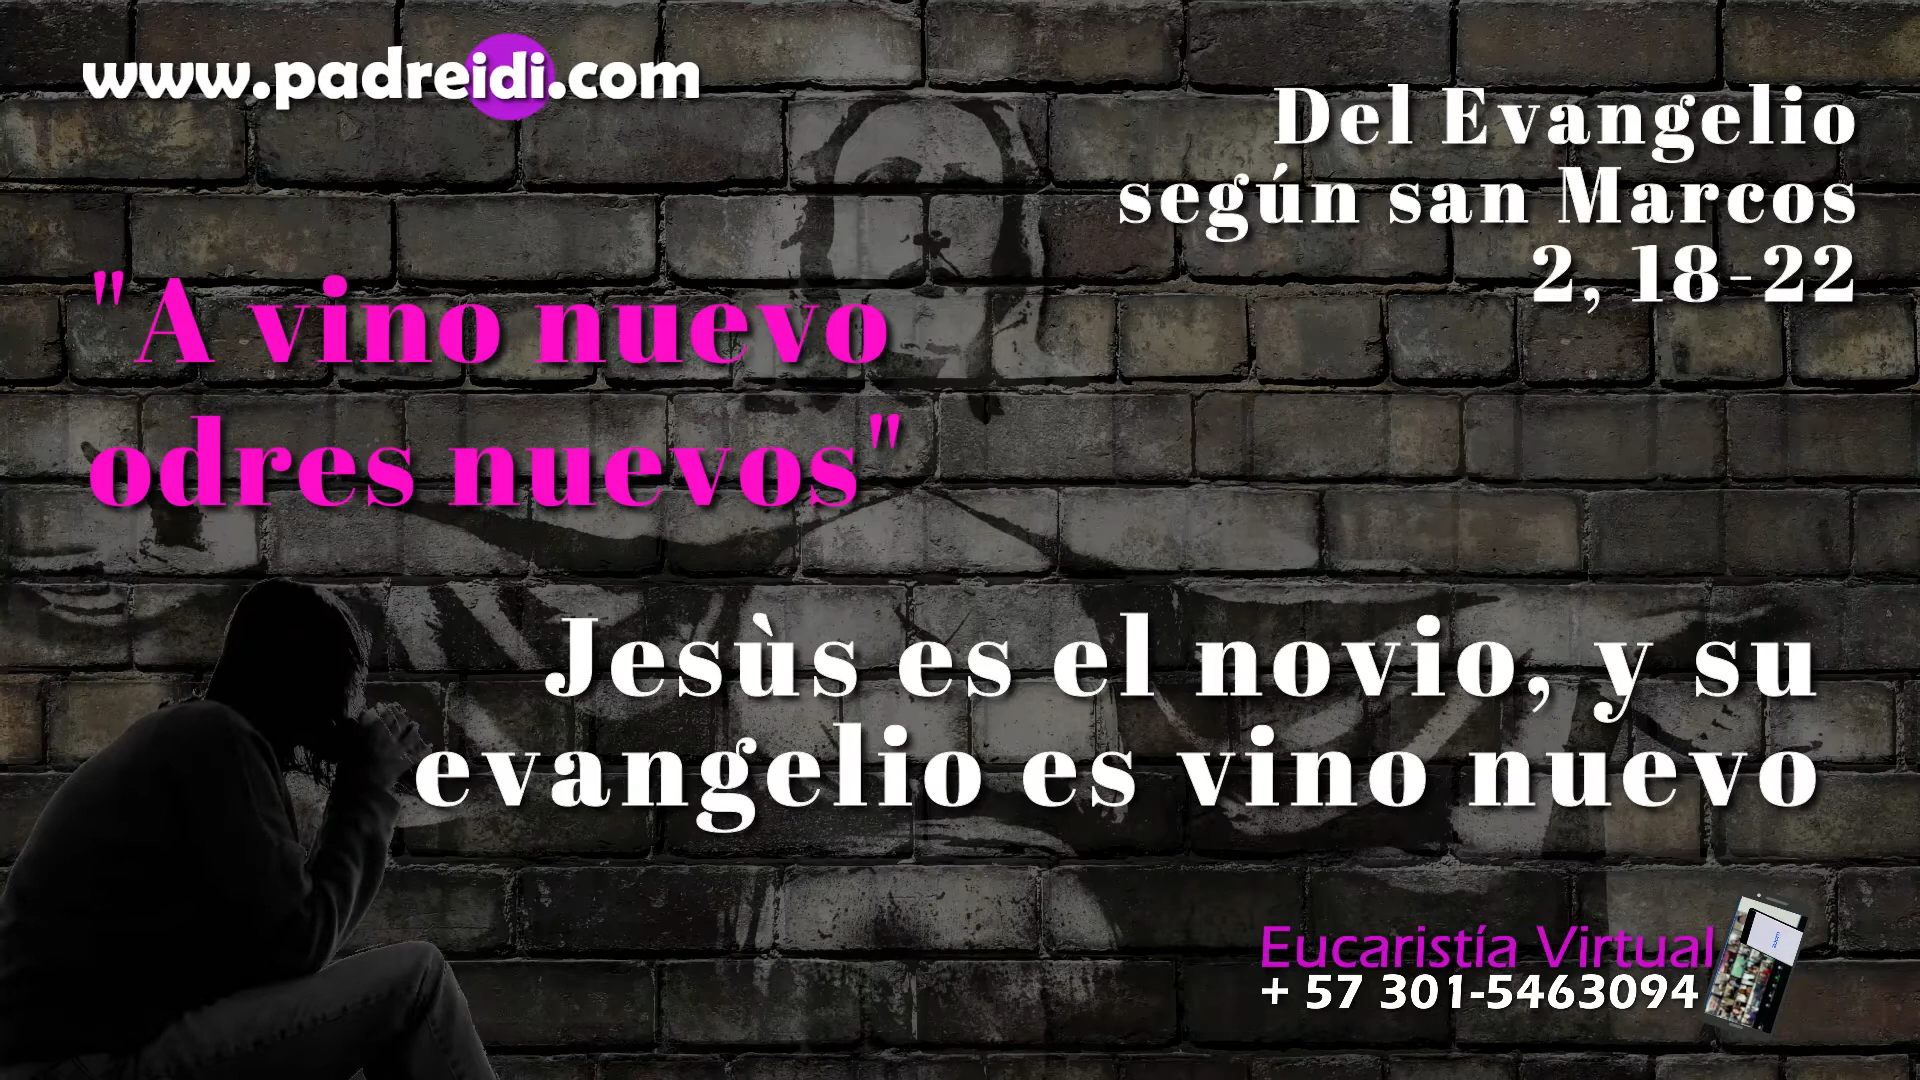 www.padreidi.com
Del Evangelio
según san Marcos
2, 18-22
"A vino nuevo
odres nuevos"
Jesùs es el novio, y su
evangelio es vino nuevo
Eucaristía Virtual
+ 57 301-5463094